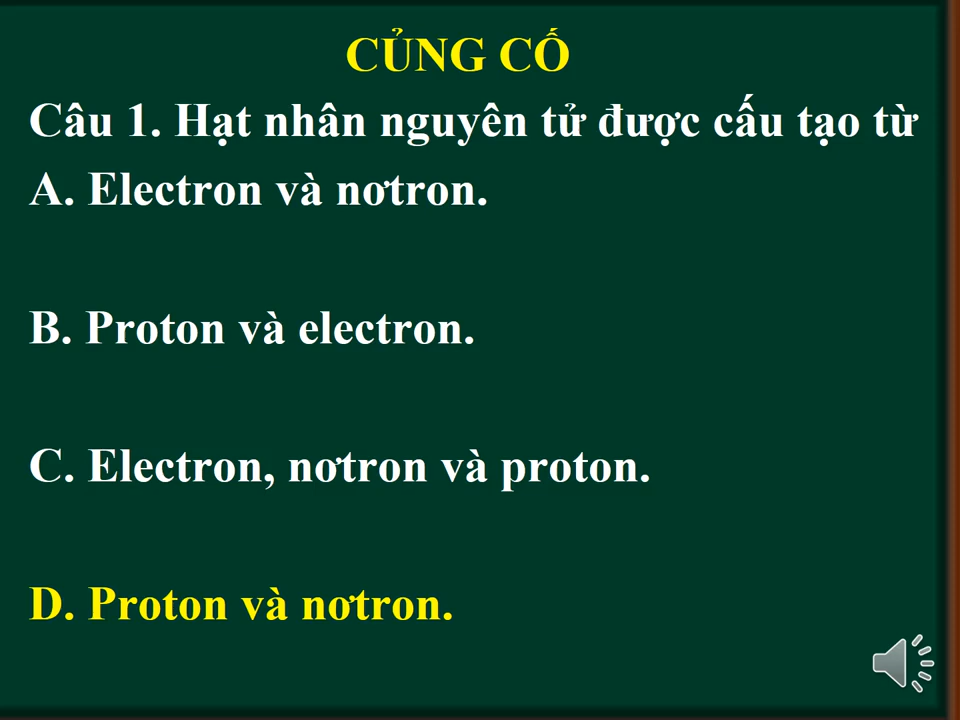 CỦNG CỐ
Câu 1. Hạt nhân nguyên tử được cấu tạo từ
A. Electron và nơtron.
B. Proton và electron.
C. Electron, nơtron và proton.
D. Proton và nơtron.